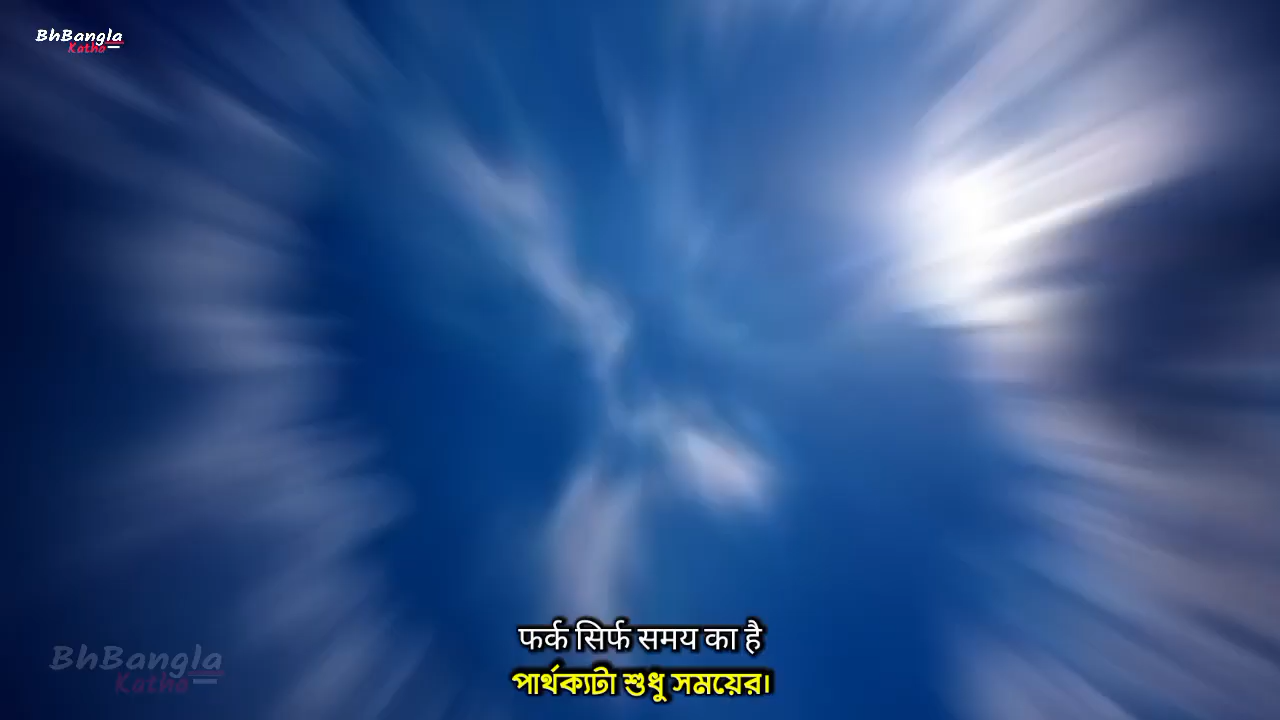 BhBangla
Katha
BhBangla
Katha
फर्क सिर्फ समय का है
পার্থক্যটা শুধু সময়ের।